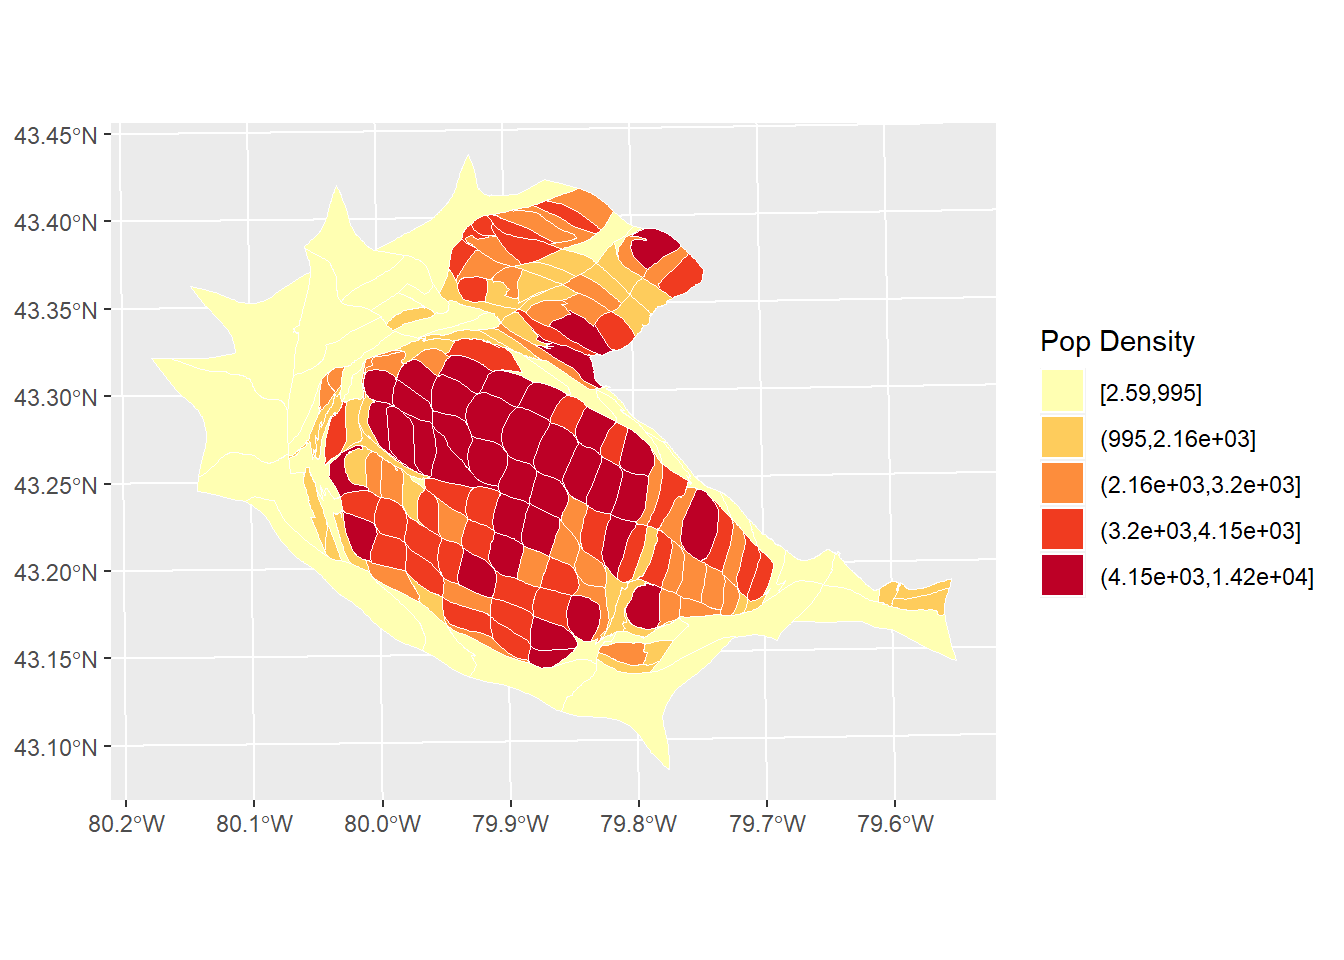 43.45°N
43.40°N
43.35°N
43.30°N
43.25°N
43.20°N
43.15°N
43.10°N
80.2°W 80.1°W 80.0°W 79.9°W 79.8°W 79.7°W 79.6°W
Pop Density
[2.59,995]
(995,2.16e+03]
(2.16e+03,3.2e+03]
(3.2e+03,4.15e+03]
(4.15e+03,1.42e+04]